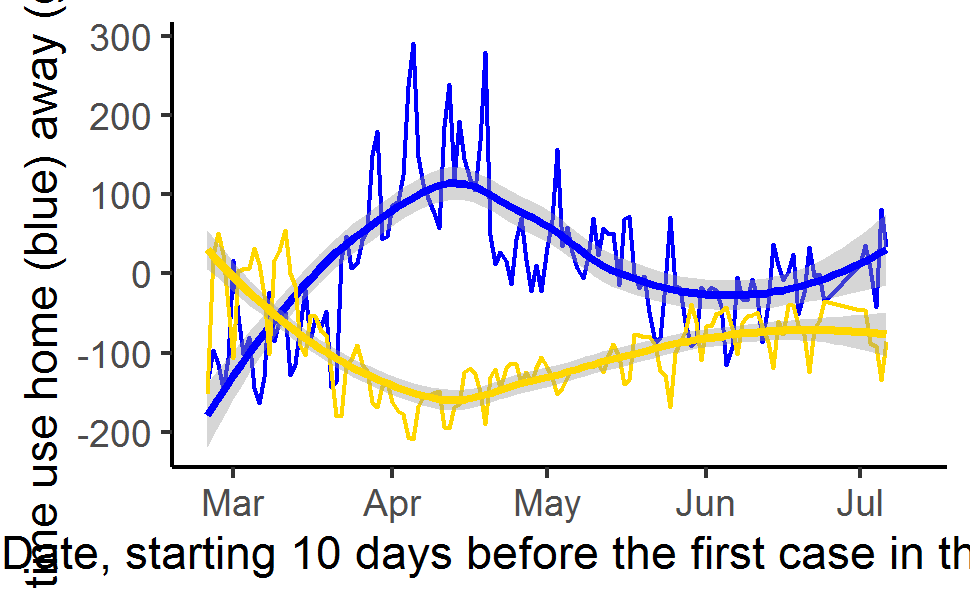 time use home (blue) away (
300
200
100
0
-100
-200
Mar Apr May Jun Jul
Date, starting 10 days before the first case in th